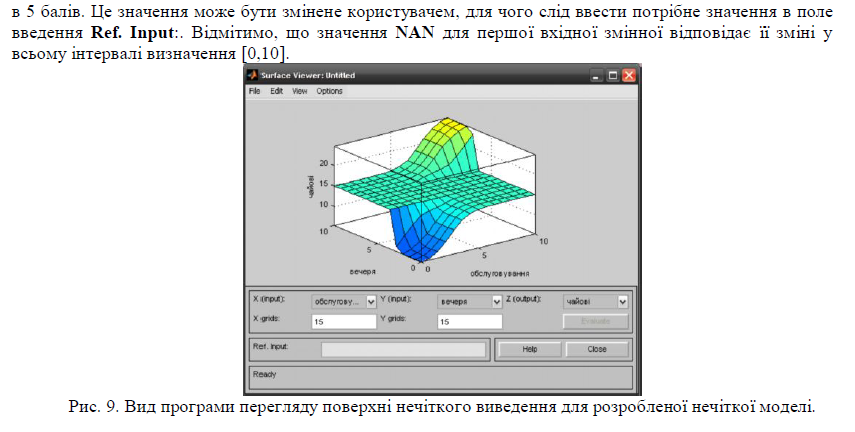 в 5 балів. Це значення може бути змінене користувачем, для чого слід ввести потрібне значення в поле
введення Ref. Input:. Відмітимо, що значення NAN для першої вхідної змінної відповідає її зміні у
всьому інтервалі визначення [0,10].
Surface Viewer: Untitled
File Edit View Options
20
15
10
чайові
10
5
0
вечеря
0
5
10
обслуговування
X (input): обслугову... Y (input): вечеря Z (output): чайові
X-grids: 15 Y-grids: 15 Evaluate
Ref. Input: Help Close
Ready
Рис. 9. Вид програми перегляду поверхні нечіткого виведення для розробленої нечіткої моделі.